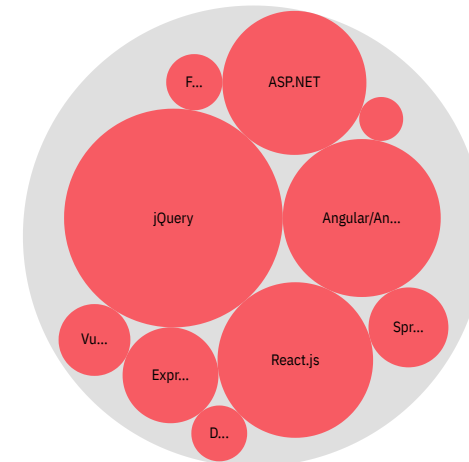 F...
ASP.NET
jQuery
Angular/An...
Spr...
Vu...
React.js
Expr...
D...